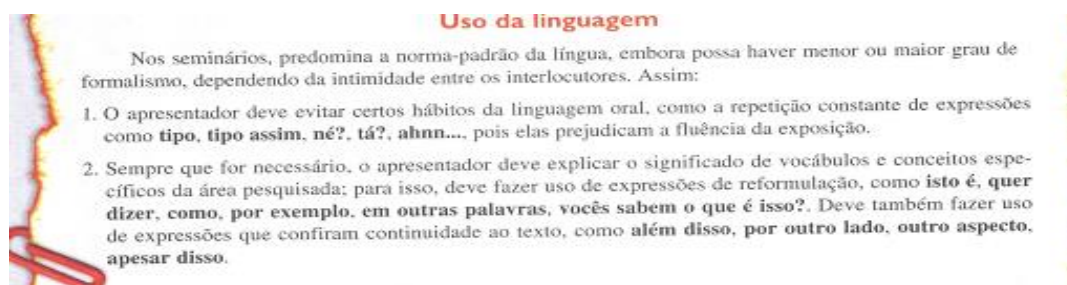 Uso da linguagem
Nos seminários, predomina a norma-padrão da língua, embora possa haver menor ou maior grau de
formalismo, dependendo da intimidade entre os interlocutores. Assim:
1. O apresentador deve evitar certos hábitos da linguagem oral, como a repetição constante de expressões
como tipo, tipo assim, né?, tá?, ahnn..., pois elas prejudicam a fluência da exposição.
2. Sempre que for necessário, o apresentador deve explicar o significado de vocábulos e conceitos espe-
cíficos da área pesquisada; para isso, deve fazer uso de expressões de reformulação, como isto é, quer
dizer, como, por exemplo, em outras palavras, vocês sabem o que é isso?. Deve também fazer uso
de expressões que confiram continuidade ao texto, como além disso, por outro lado, outro aspecto,
apesar disso.